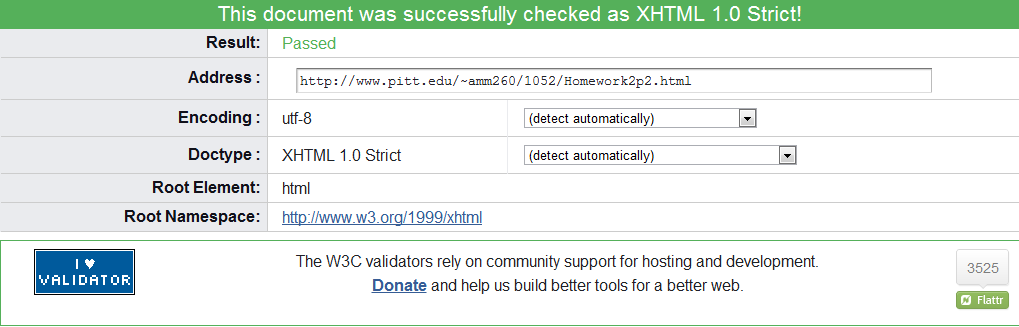 This document was successfully checked as XHTML 1.0 Strict!
Result: Passed
Address : http://www.pitt.edu/~amm260/1052/Homework2p2.html
Encoding : utf-8 (detect automatically)
Doctype : XHTML 1.0 Strict (detect automatically)
Root Element: html
Root Namespace: http://www.w3.org/1999/xhtml
I ♥
VALIDATOR
The W3C validators rely on community support for hosting and development.
Donate and help us build better tools for a better web.
3525
Flattr